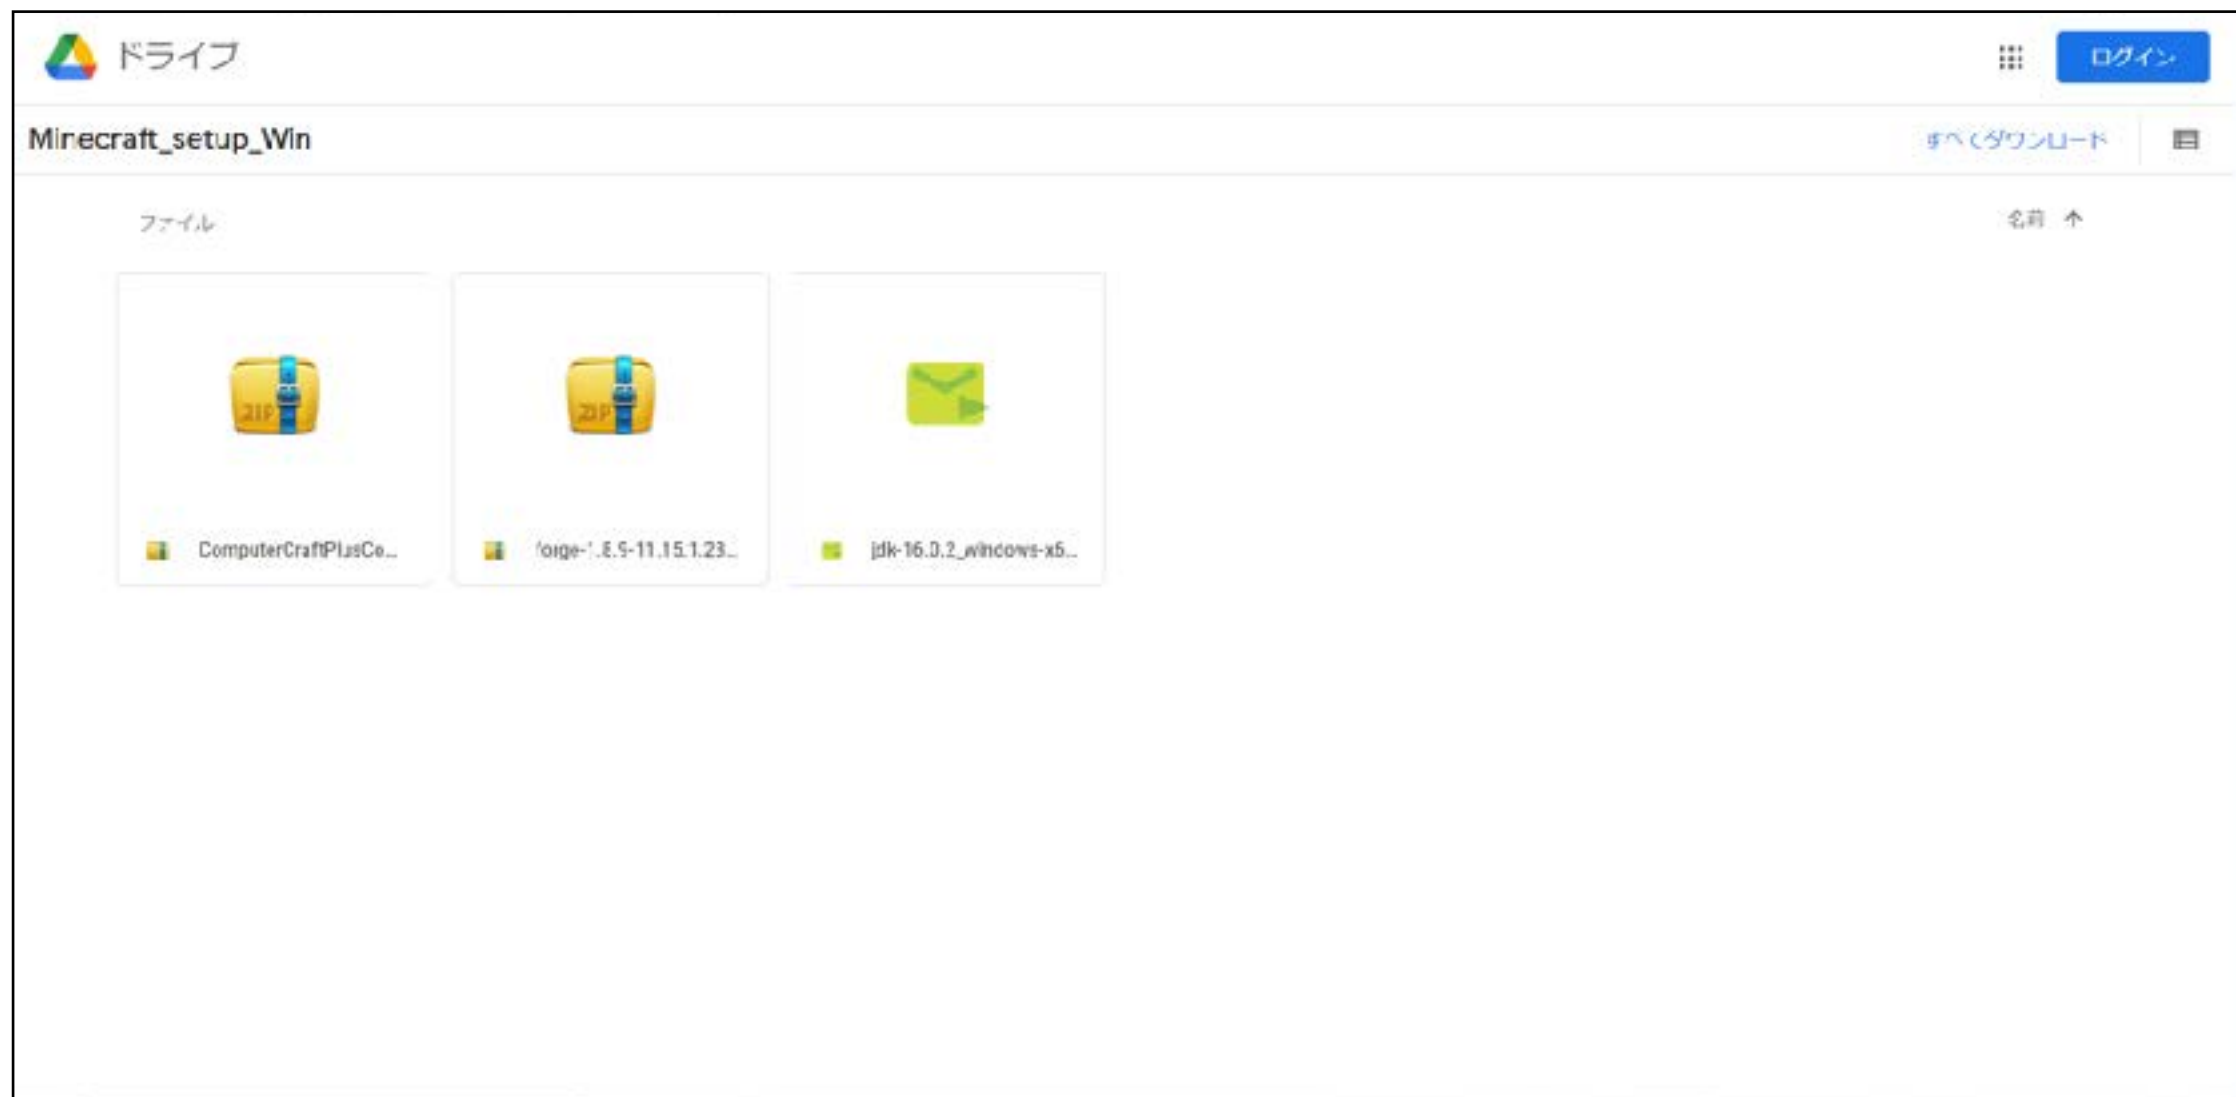 ドライブ
ログイン
Minecraft_setup_Win
すべてダウンロード
ファイル
名前
ZIP
ZIP
ComputerCraftPlusCo...
forge-1.8.9-11.15.1.23...
jdk-16.0.2_windows-x6...